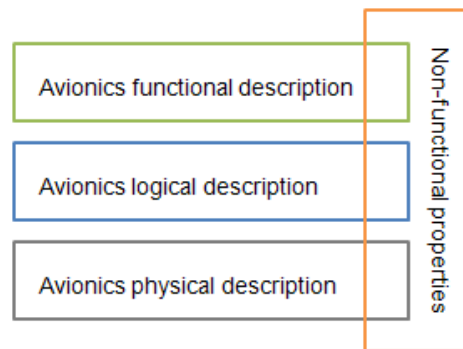 Avionics functional description
Avionics logical description
Avionics physical description
Non-functional properties